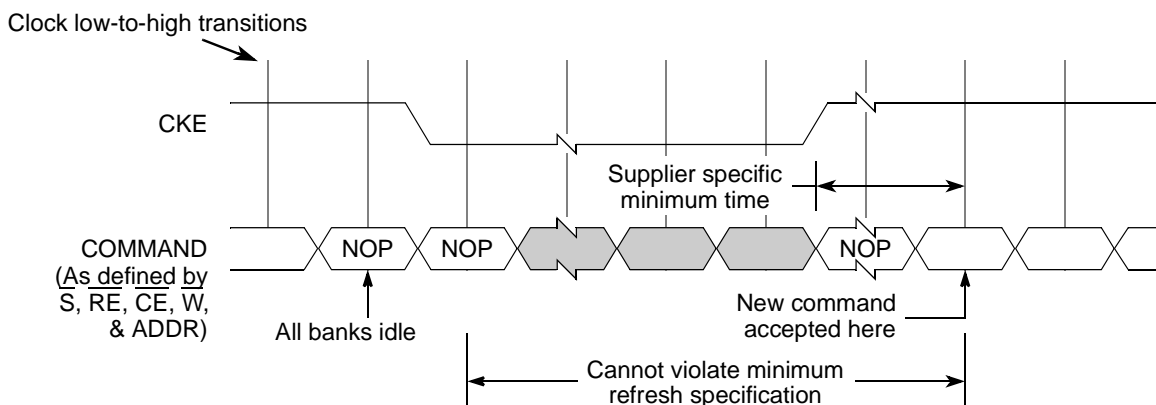 Clock low-to-high transitions
CKE
Supplier specific
minimum time
COMMAND
(As defined by
S, RE, CE, W,
& ADDR)
NOP
NOP
NOP
All banks idle
New command
accepted here
Cannot violate minimum
refresh specification